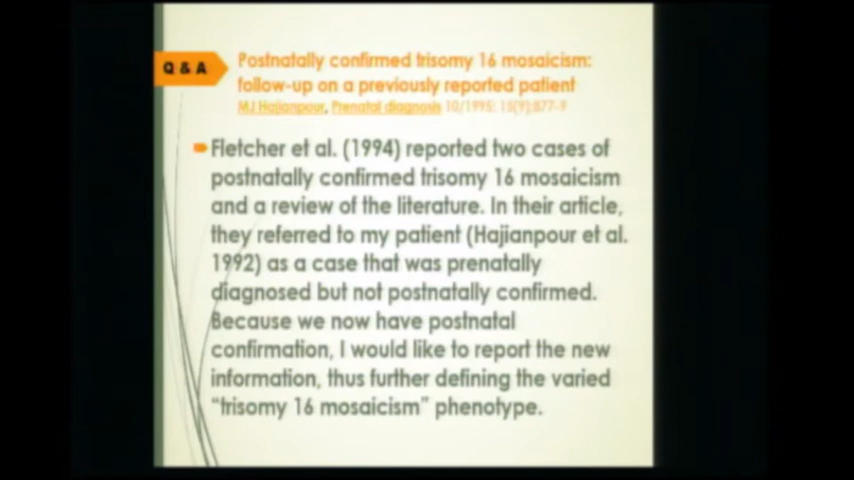 Q & A
Postnatally confirmed trisomy 16 mosaicism:
follow-up on a previously reported patient
MJ Hajianpour, Prenatal diagnosis 10/1995; 15(9):877-9
Fletcher et al. (1994) reported two cases of
postnatally confirmed trisomy 16 mosaicism
and a review of the literature. In their article,
they referred to my patient (Hajianpour et al.
1992) as a case that was prenatally
diagnosed but not postnatally confirmed.
Because we now have postnatal
confirmation, I would like to report the new
information, thus further defining the varied
“trisomy 16 mosaicism” phenotype.